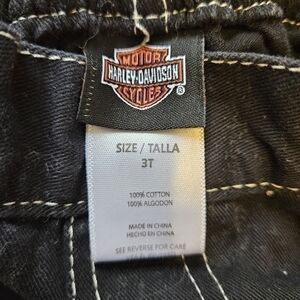 MOTOR
HARLEY-DAVIDSON
CYCLES
®
SIZE / TALLA
3T
100% COTTON
100% ALGODON
MADE IN CHINA
HECHO EN CHINA
SEE REVERSE FOR CARE